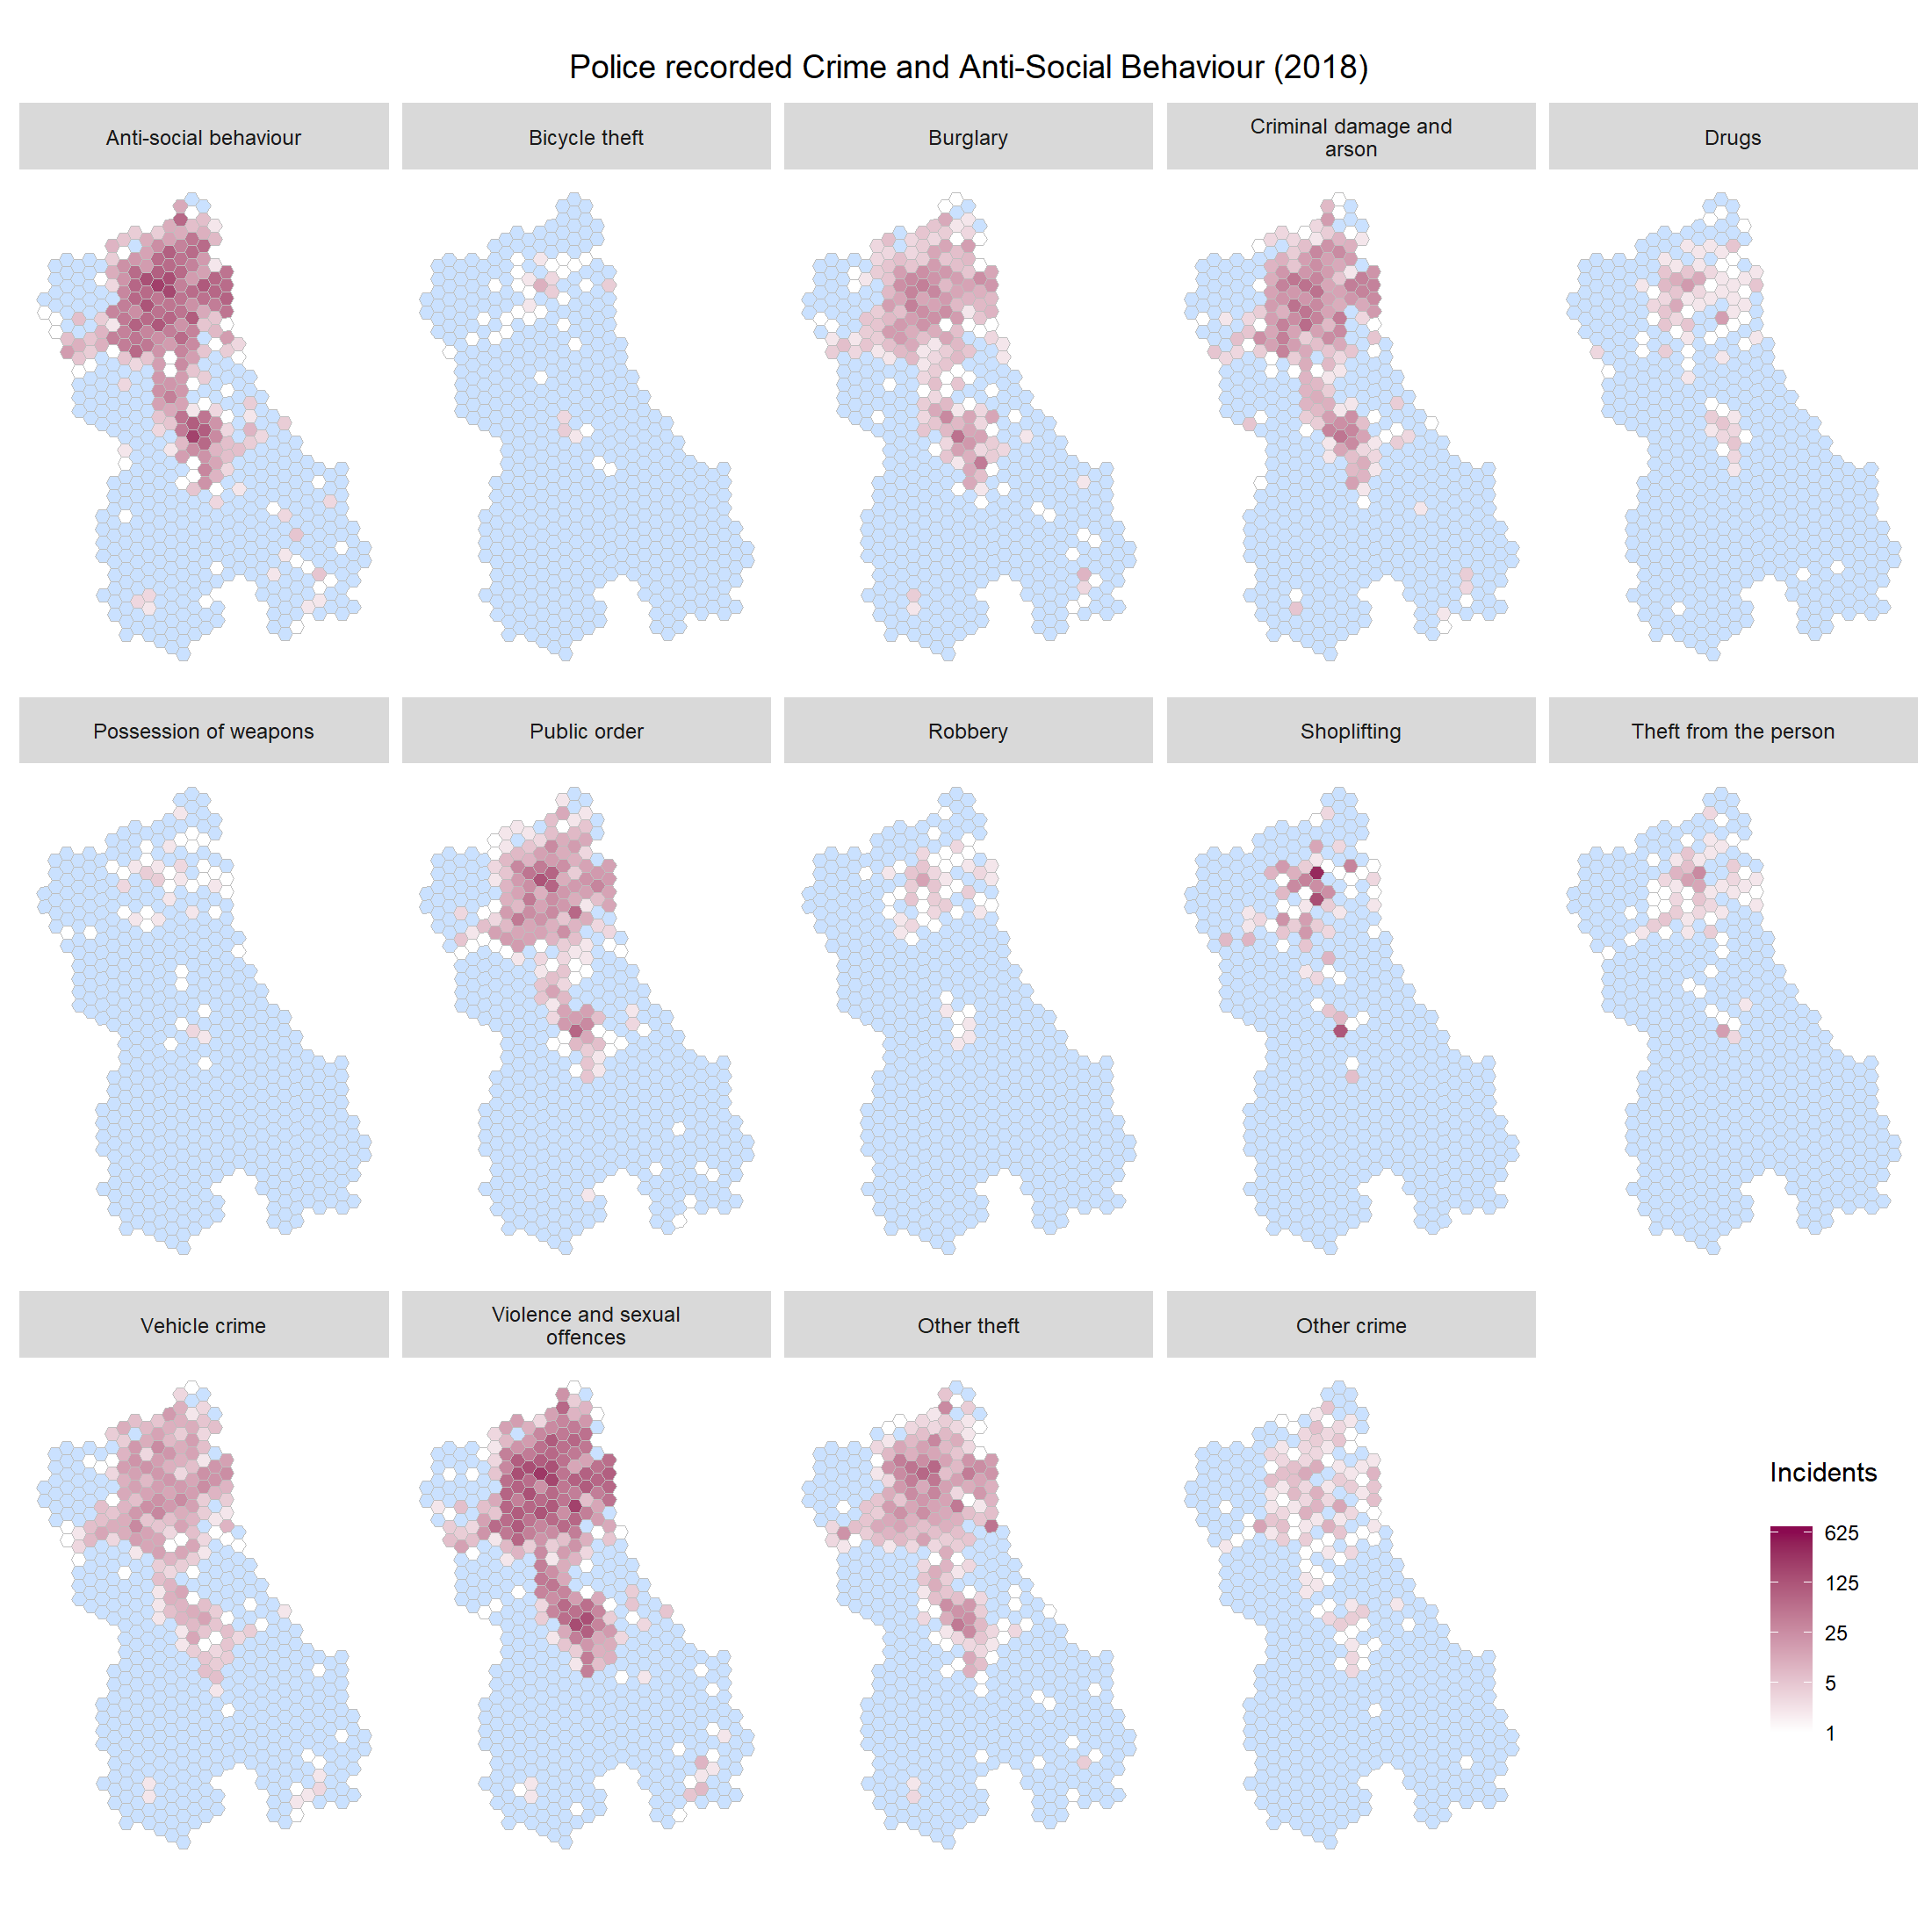 Police recorded Crime and Anti-Social Behaviour (2018)
Anti-social behaviour
Bicycle theft
Burglary
Criminal damage and
arson
Drugs
Possession of weapons
Public order
Robbery
Shoplifting
Theft from the person
Vehicle crime
Violence and sexual
offences
Other theft
Other crime
Incidents
625
125
25
5
1